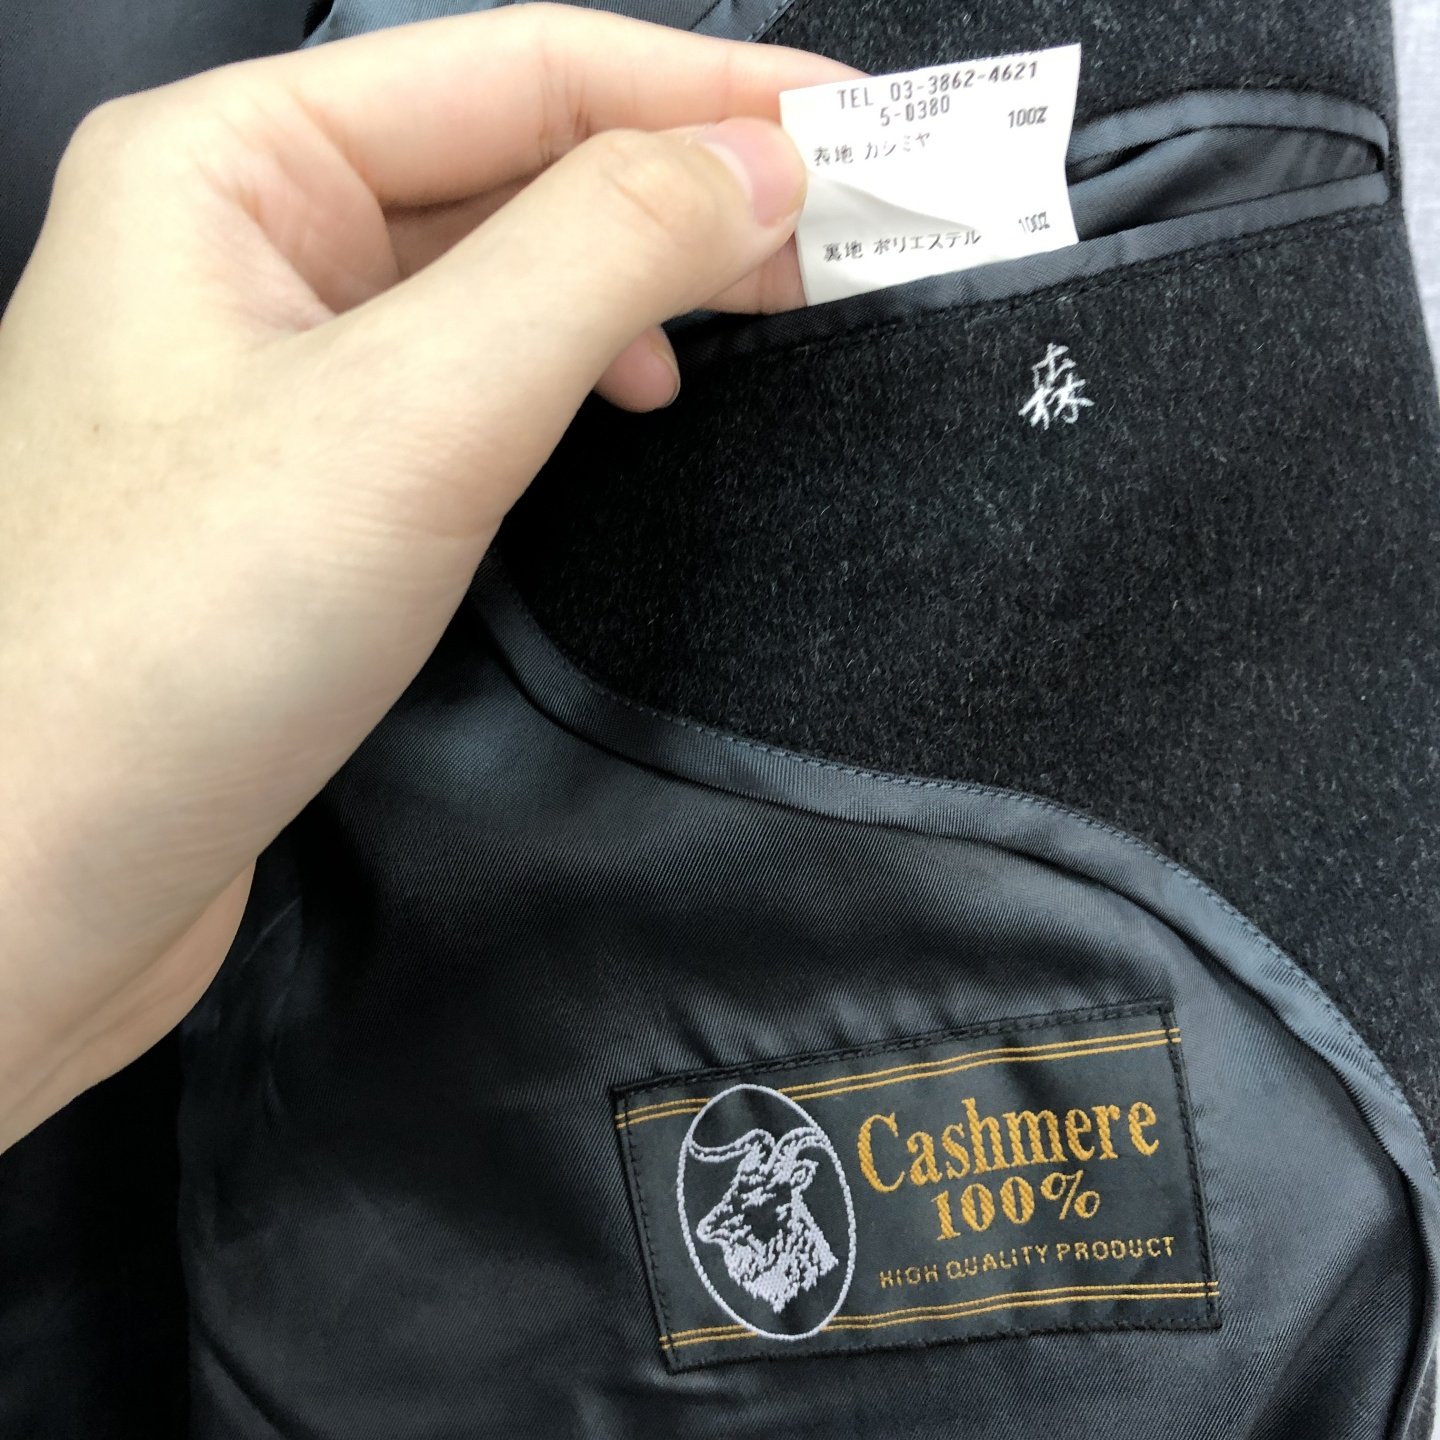 TEL 03-3862-4621
5-0380
表地 カシミヤ 100%
裏地 ポリエステル 100%
森
Cashmere
100%
HIGH QUALITY PRODUCT